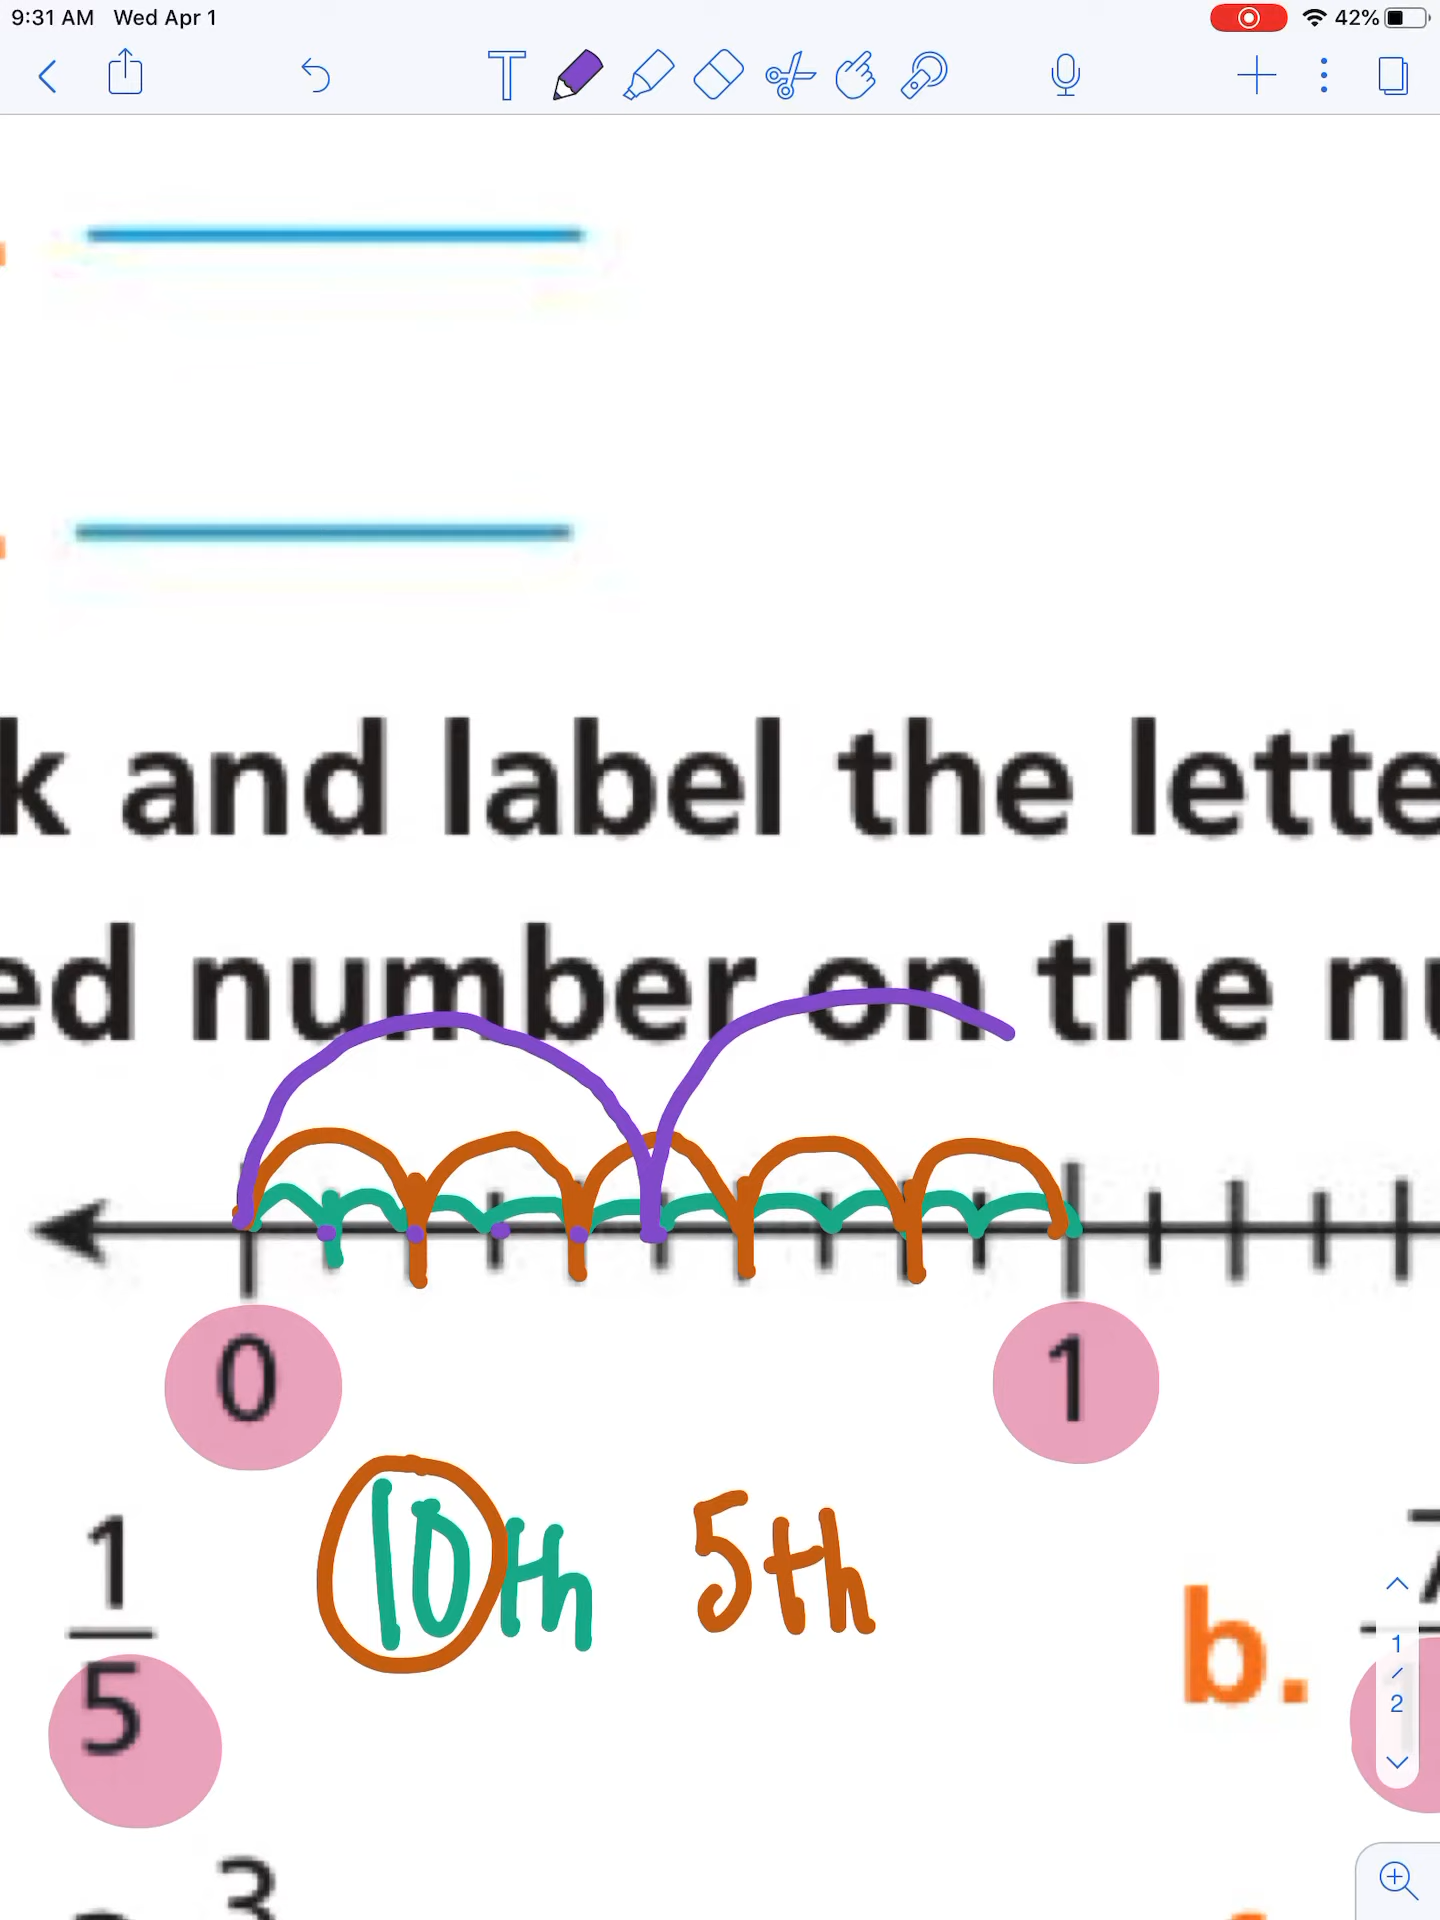 9:31 AM Wed Apr 1 42%
T
k and label the lette
ed number on the nu
0 1
1
5
10th 5th
b.
7
1
/
2
3